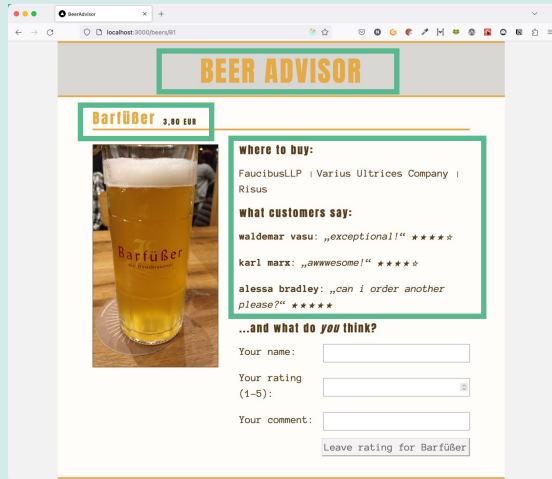 BeerAdvisor
localhost:3000/beers/81
BEER ADVISOR
Barfüßer 3,80 EUR
where to buy:
FaucibusLLP | Varius Ultrices Company |
Risus
what customers say:
waldemar vasu: „exceptional!“ ★★★★☆
karl marx: „awwwesome!“ ★★★★☆
alessa bradley: „can i order another
please?“ ★★★★★
Barfüßer
die Hausbrauerei
...and what do you think?
Your name:
Your rating
(1-5):
Your comment:
Leave rating for Barfüßer